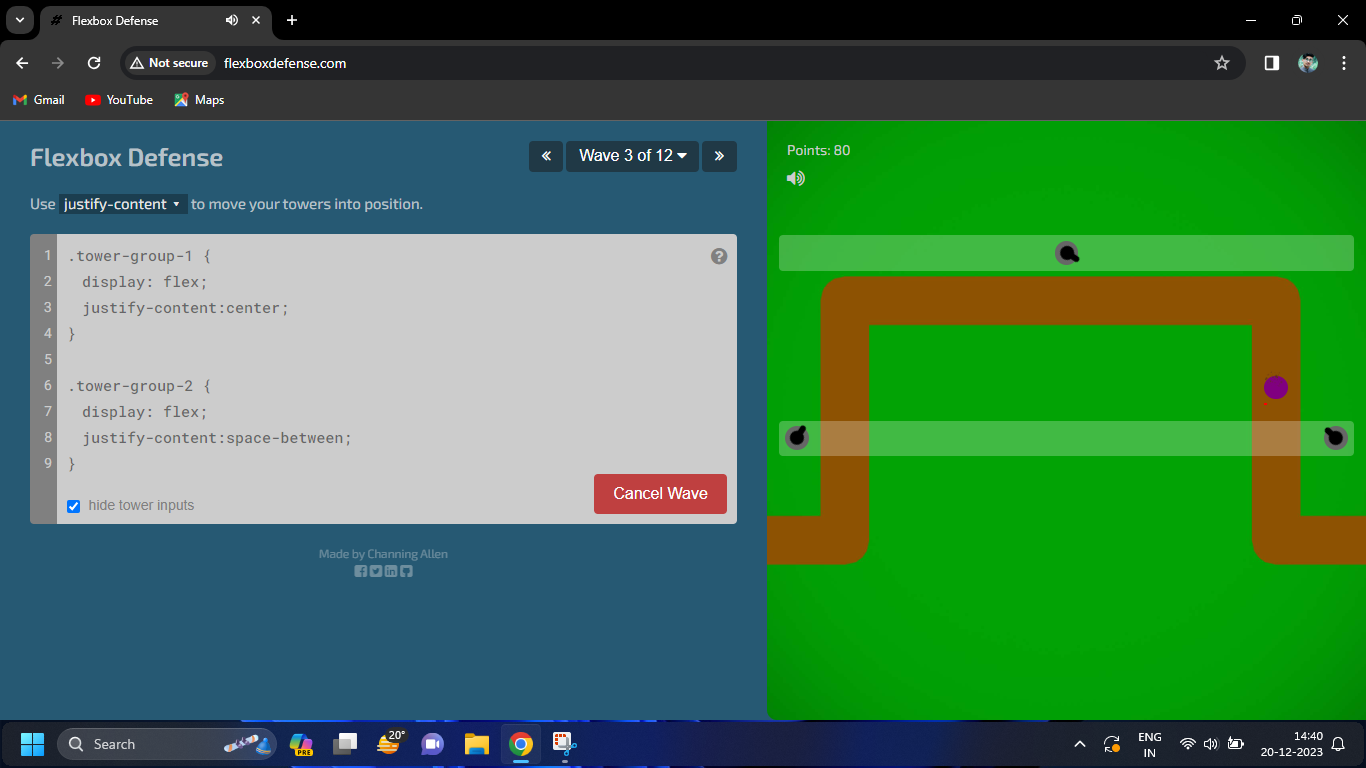 Flexbox Defense
Not secure
flexboxdefense.com
Gmail
YouTube
Maps
Flexbox Defense
« Wave 3 of 12 »
Use justify-content to move your towers into position.
1 .tower-group-1 {
2 display: flex;
3 justify-content:center;
4 }
5
6 .tower-group-2 {
7 display: flex;
8 justify-content:space-between;
9 }
?
hide tower inputs
Cancel Wave
Made by Channing Allen
Points: 80
Search
PRE
20°
ENG
IN
14:40
20-12-2023